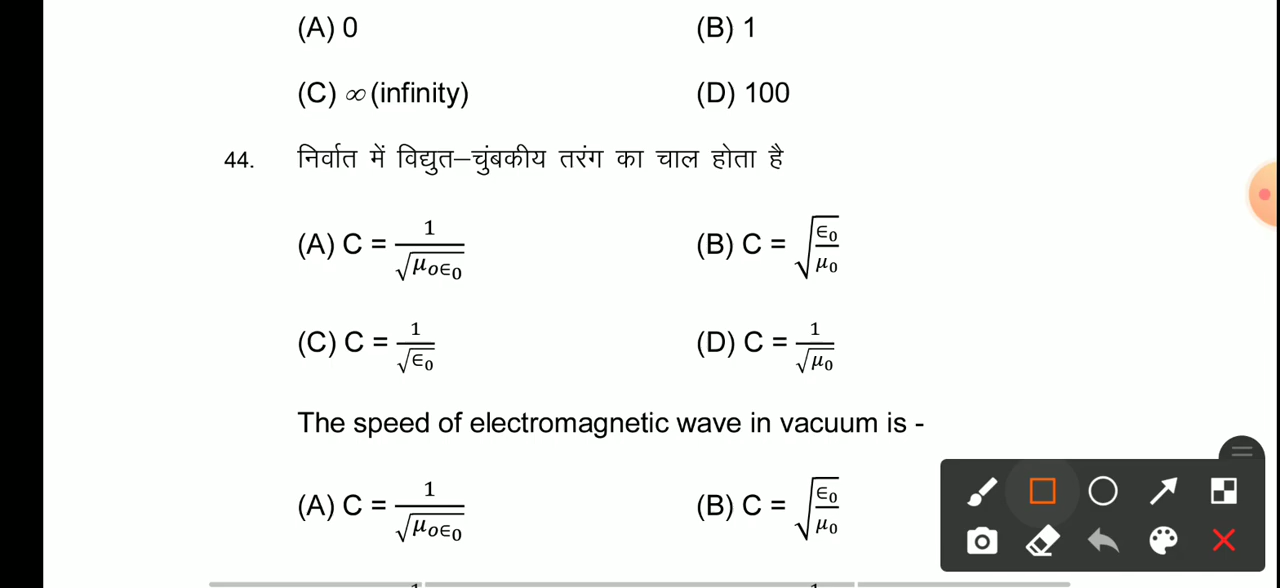 (A) 0 (B) 1
(C) ∞ (infinity) (D) 100
44. निर्वात में विद्युत–चुंबकीय तरंग का चाल होता है
(A) C = 1/√μ₀∈₀ (B) C = √∈₀/μ₀
(C) C = 1/√∈₀ (D) C = 1/√μ₀
The speed of electromagnetic wave in vacuum is -
(A) C = 1/√μ₀∈₀ (B) C = √∈₀/μ₀